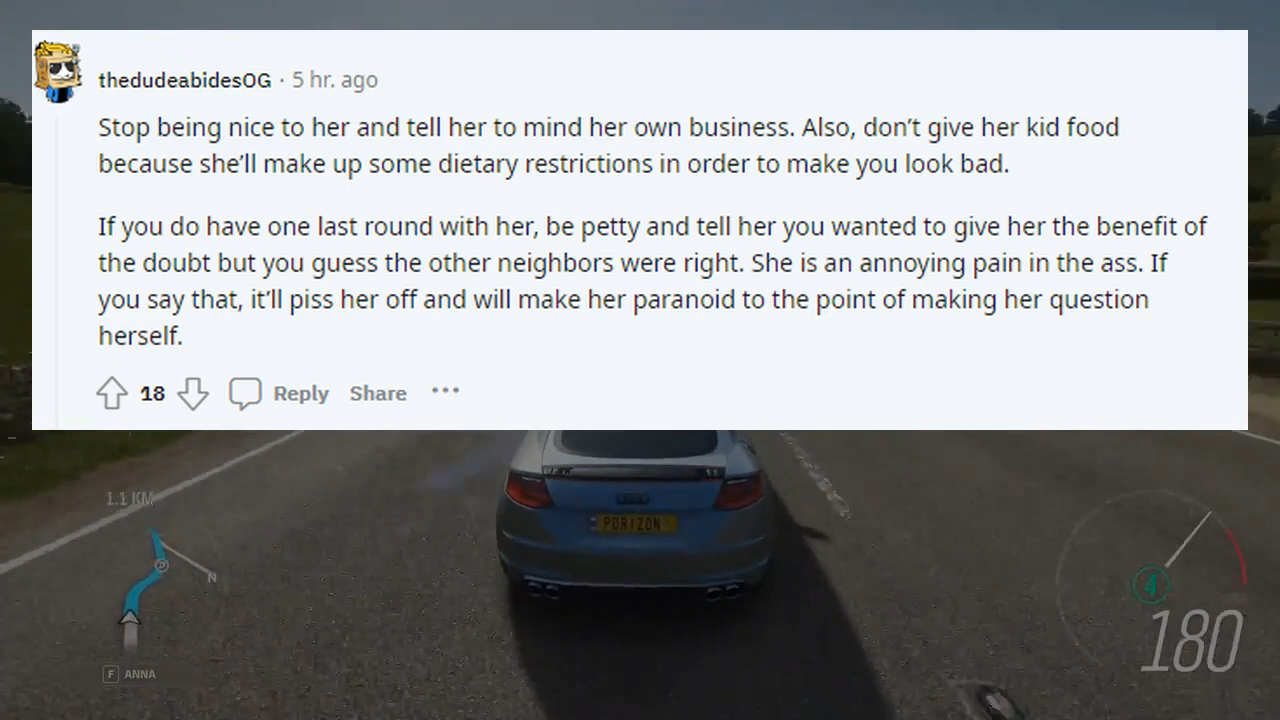 thedudeabidesOG · 5 hr. ago
Stop being nice to her and tell her to mind her own business. Also, don’t give her kid food
because she’ll make up some dietary restrictions in order to make you look bad.
If you do have one last round with her, be petty and tell her you wanted to give her the benefit of
the doubt but you guess the other neighbors were right. She is an annoying pain in the ass. If
you say that, it’ll piss her off and will make her paranoid to the point of making her question
herself.
18 Reply Share •••
1.1 KM
P
N
PORIZON
4
180
F ANNA